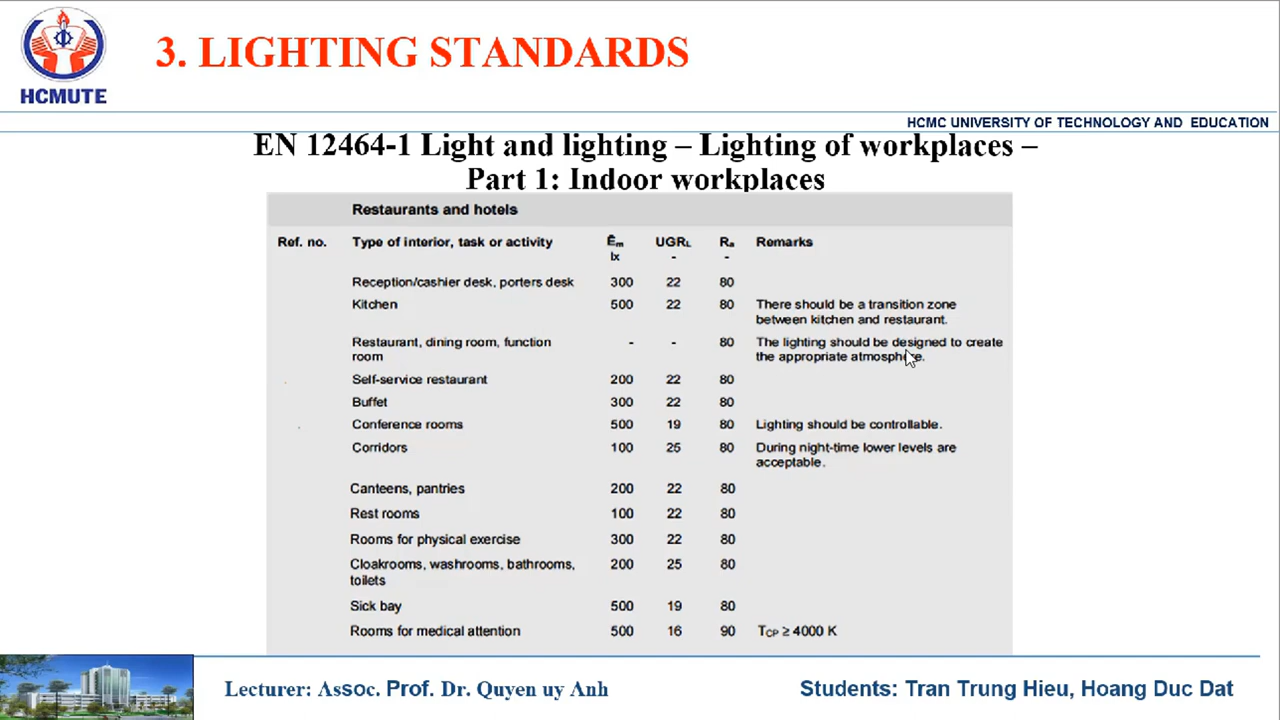 3. LIGHTING STANDARDS
HCMUTE
HCMC UNIVERSITY OF TECHNOLOGY AND EDUCATION
EN 12464-1 Light and lighting – Lighting of workplaces –
Part 1: Indoor workplaces
Restaurants and hotels
Ref. no. Type of interior, task or activity Ēm UGRL Ra Remarks
lx - -
Reception/cashier desk, porters desk 300 22 80
Kitchen 500 22 80 There should be a transition zone
between kitchen and restaurant.
Restaurant, dining room, function - - 80 The lighting should be designed to create
room the appropriate atmosphere.
Self-service restaurant 200 22 80
Buffet 300 22 80
Conference rooms 500 19 80 Lighting should be controllable.
Corridors 100 25 80 During night-time lower levels are
acceptable.
Canteens, pantries 200 22 80
Rest rooms 100 22 80
Rooms for physical exercise 300 22 80
Cloakrooms, washrooms, bathrooms, 200 25 80
toilets
Sick bay 500 19 80
Rooms for medical attention 500 16 90 TCP ≥ 4000 K
Lecturer: Assoc. Prof. Dr. Quyen uy Anh
Students: Tran Trung Hieu, Hoang Duc Dat